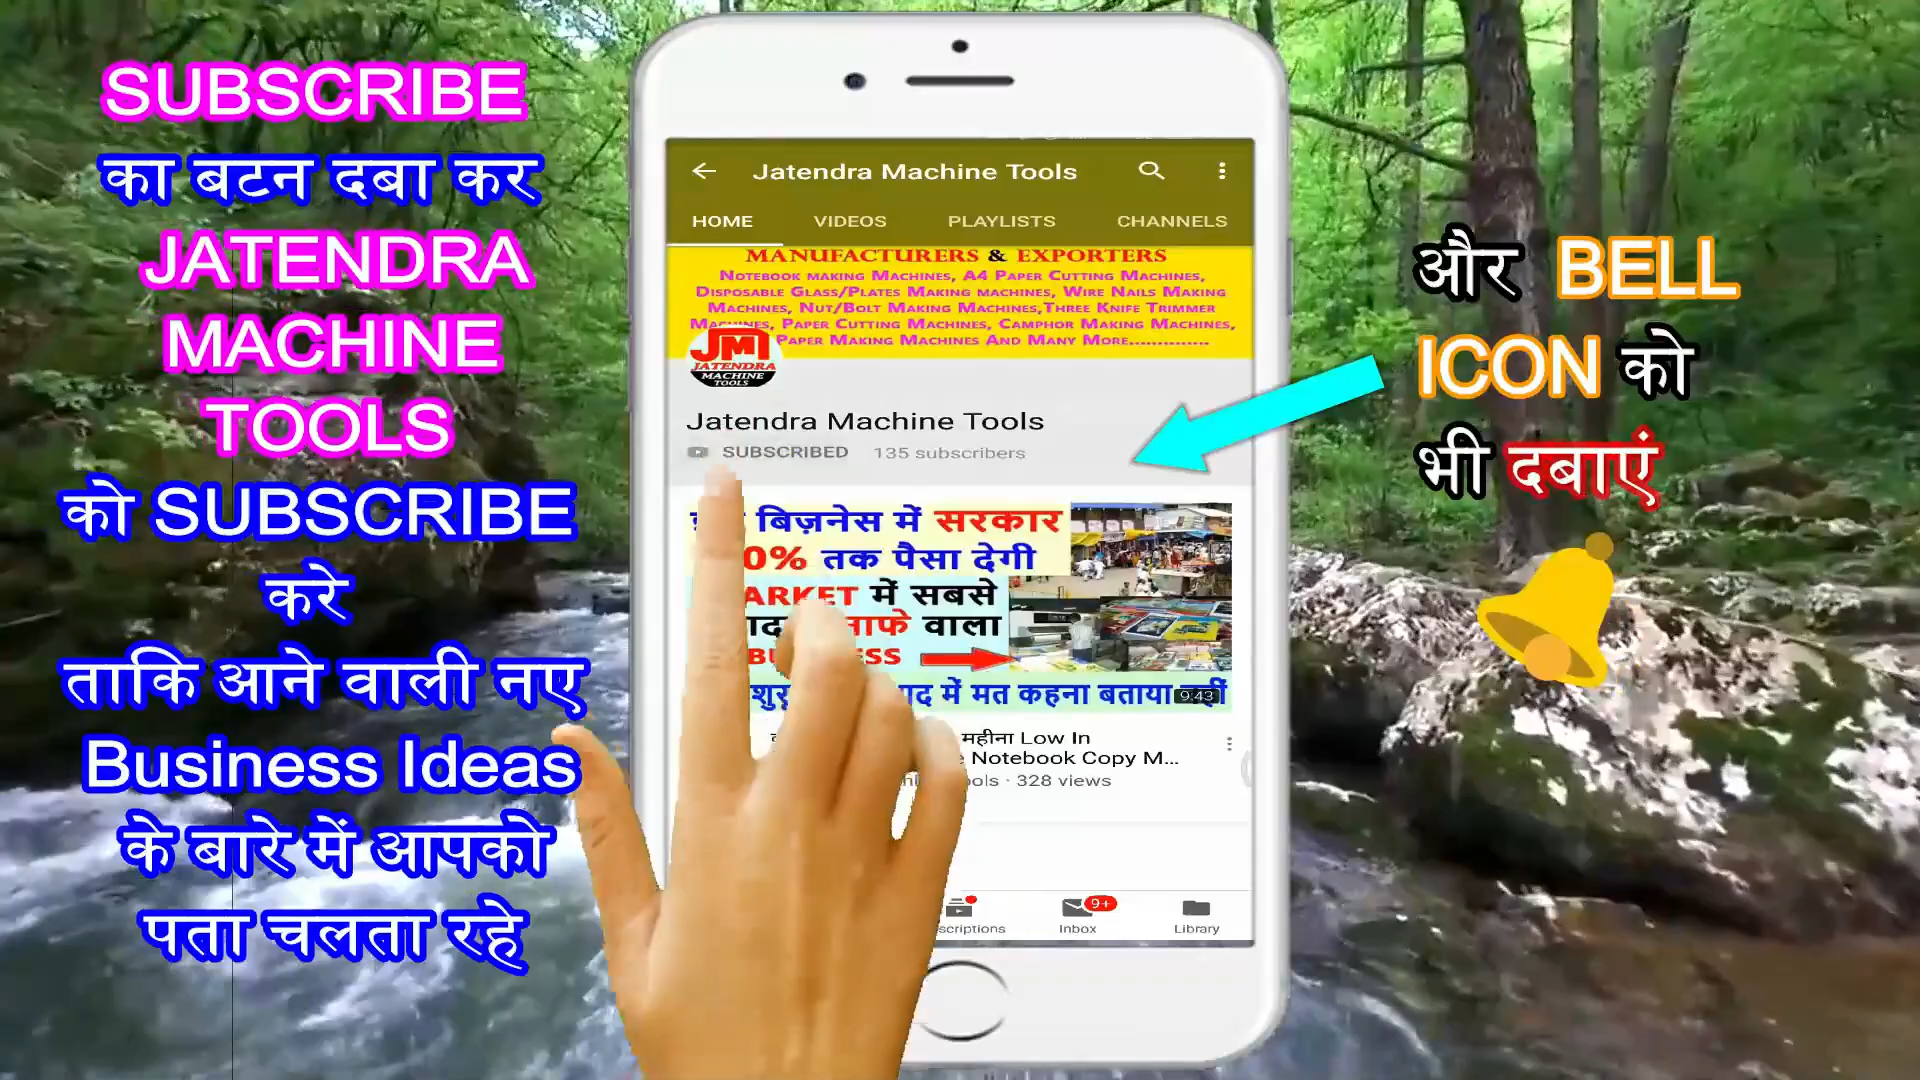 SUBSCRIBE
का बटन दबा कर
JATENDRA
MACHINE
TOOLS
को SUBSCRIBE
करे
ताकि आने वाली नए
Business Ideas
के बारे में आपको
पता चलता रहे
Jatendra Machine Tools
HOME VIDEOS PLAYLISTS CHANNELS
MANUFACTURERS & EXPORTERS
NOTEBOOK MAKING MACHINES, A4 PAPER CUTTING MACHINES,
DISPOSABLE GLASS/PLATES MAKING MACHINES, WIRE NAILS MAKING
MACHINES, NUT/BOLT MAKING MACHINES,THREE KNIFE TRIMMER
MACHINES, PAPER CUTTING MACHINES, CAMPHOR MAKING MACHINES,
PAPER MAKING MACHINES AND MANY MORE..............
JMT
JATENDRA
MACHINE
TOOLS
Jatendra Machine Tools
SUBSCRIBED 135 subscribers
बिज़नेस में सरकार
0% तक पैसा देगी
में सबसे
वाला
में मत कहना बताया नहीं
9:43
महीना Low In
Notebook Copy M...
328 views
9+
Inbox
Library
और BELL
ICON को
भी दबाएं